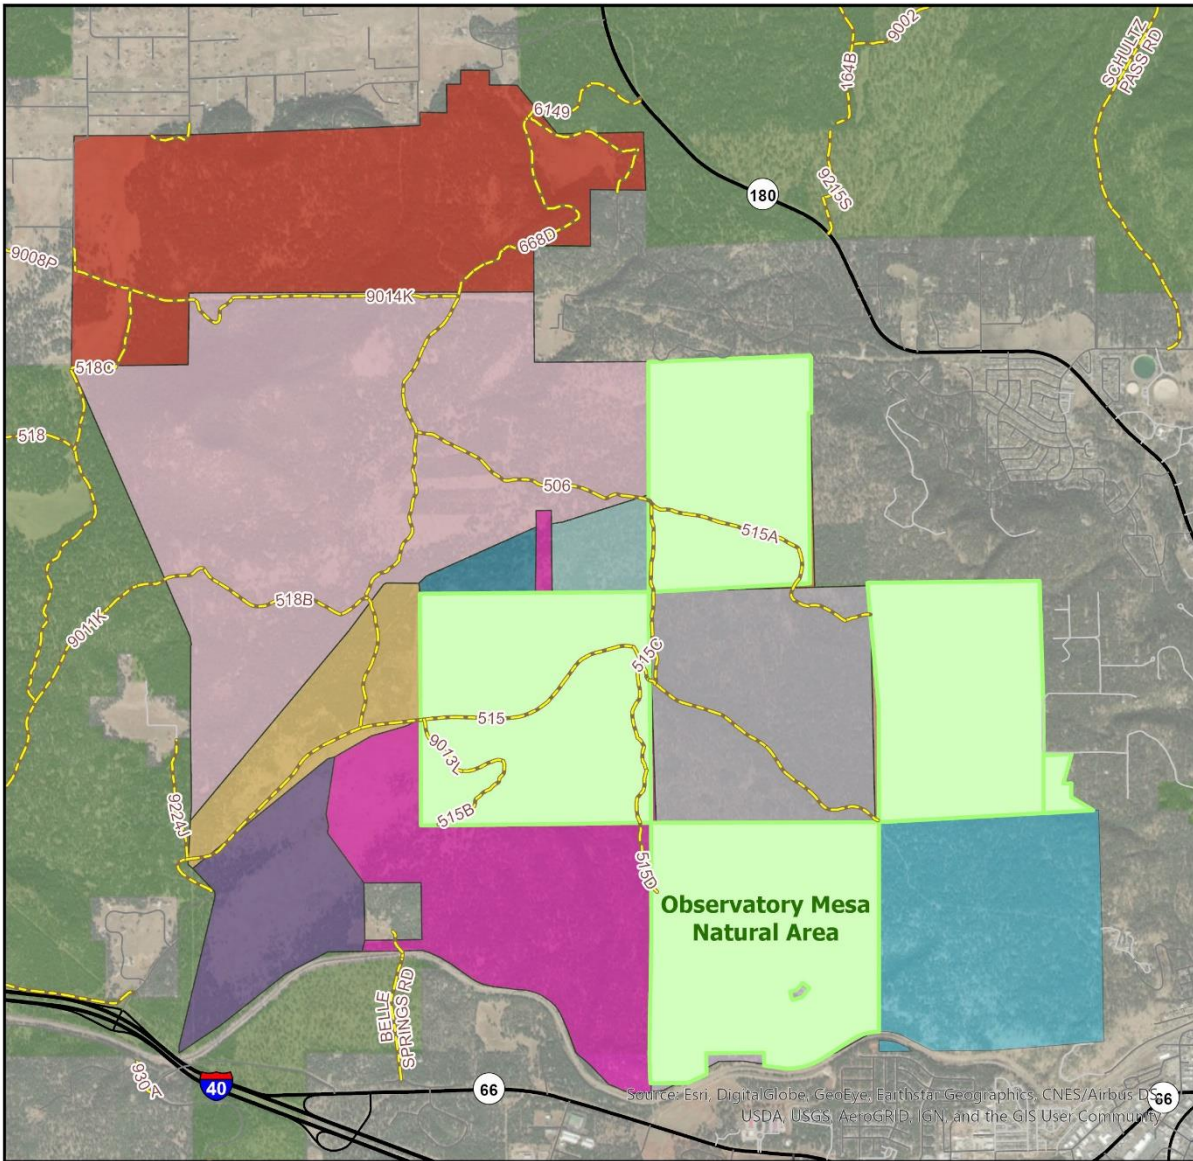 9002
164B
SCHULTZ
PASS RD
6149
180
9215S
668D
9008P
9014K
518C
518
506
515A
518B
9011K
515C
515
9013L
515B
9224J
515D
Observatory Mesa
Natural Area
BELLE
SPRINGS RD
930 A
40
66
66
Source: Esri, DigitalGlobe, GeoEye, Earthstar Geographics, CNES/Airbus DS,
USDA, USGS, AeroGRID, IGN, and the GIS User Community